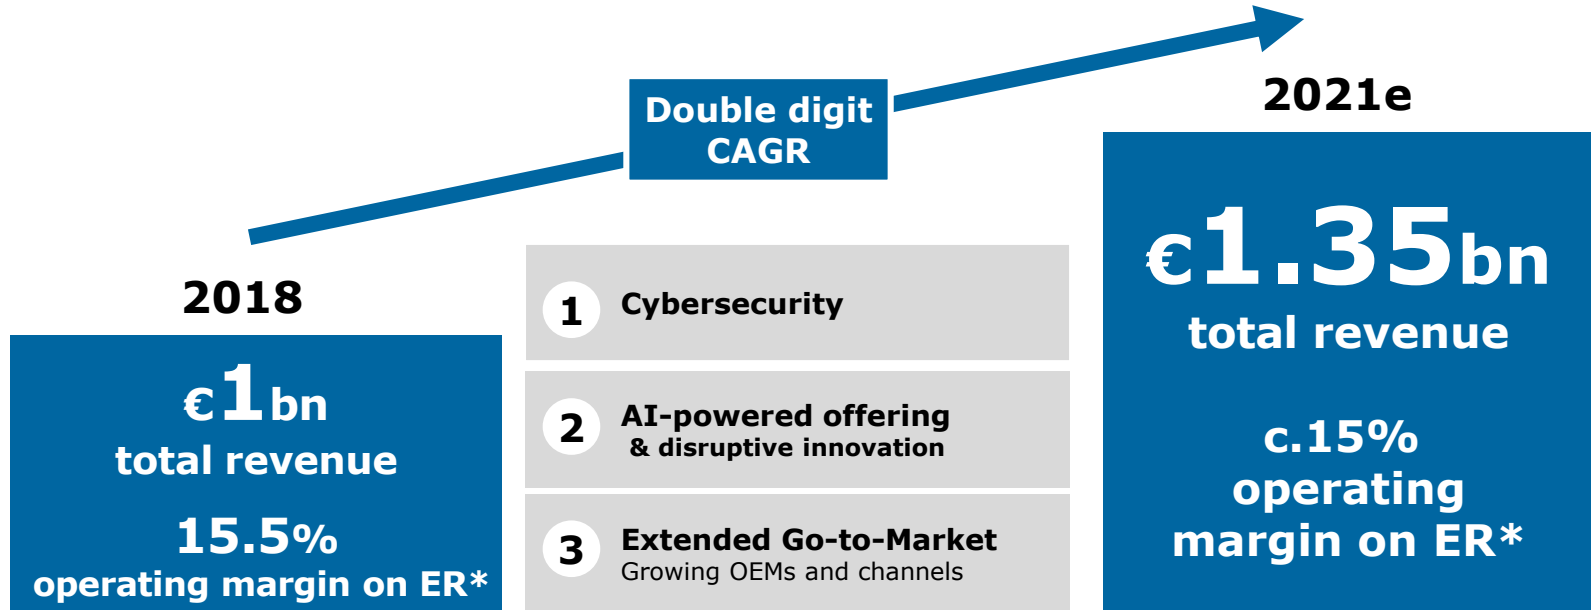 Double digit
CAGR
2018
€1bn
total revenue
15.5%
operating margin on ER*
1 Cybersecurity
2 AI-powered offering
& disruptive innovation
3 Extended Go-to-Market
Growing OEMs and channels
2021e
€1.35bn
total revenue
c.15%
operating
margin on ER*